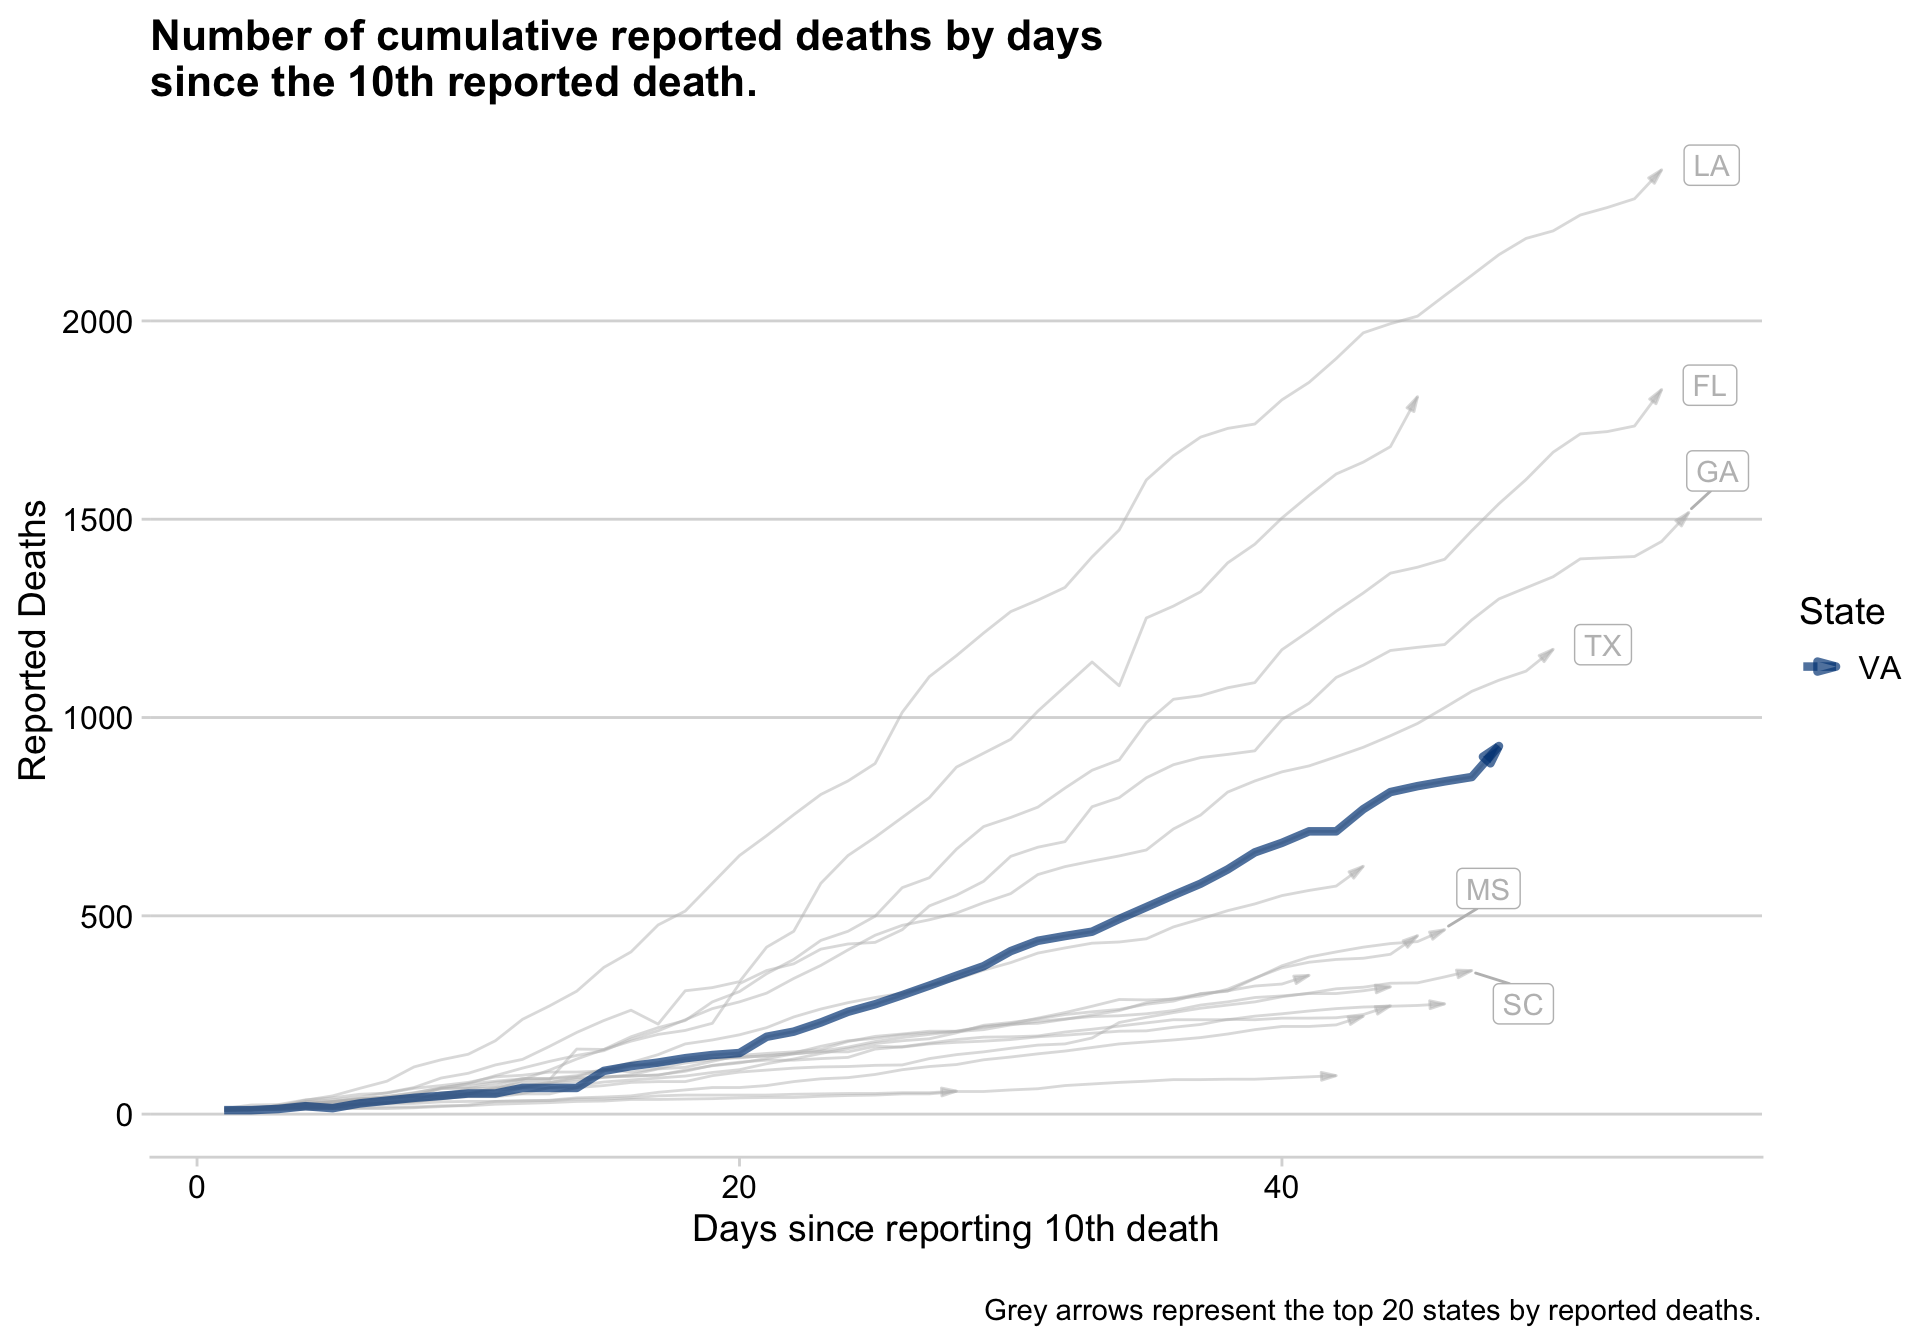 Number of cumulative reported deaths by days
since the 10th reported death.
LA
2000
FL
GA
1500
Reported Deaths
State
TX
VA
1000
MS
500
SC
0
0 20 40
Days since reporting 10th death
Grey arrows represent the top 20 states by reported deaths.